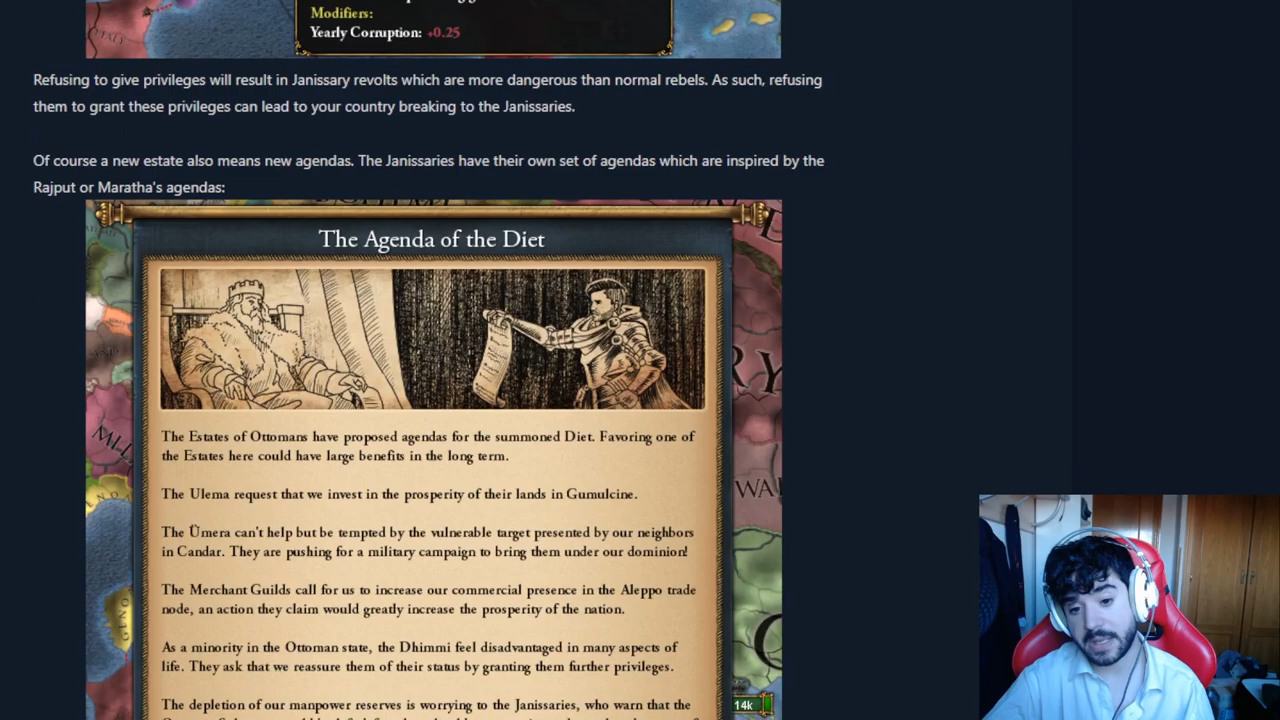 Modifiers:
Yearly Corruption: +0.25
Refusing to give privileges will result in Janissary revolts which are more dangerous than normal rebels. As such, refusing
them to grant these privileges can lead to your country breaking to the Janissaries.
Of course a new estate also means new agendas. The Janissaries have their own set of agendas which are inspired by the
Rajput or Maratha's agendas:
The Agenda of the Diet
The Estates of Ottomans have proposed agendas for the summoned Diet. Favoring one of
the Estates here could have large benefits in the long term.
The Ulema request that we invest in the prosperity of their lands in Gumulcine.
The Ümera can't help but be tempted by the vulnerable target presented by our neighbors
in Candar. They are pushing for a military campaign to bring them under our dominion!
The Merchant Guilds call for us to increase our commercial presence in the Aleppo trade
node, an action they claim would greatly increase the prosperity of the nation.
As a minority in the Ottoman state, the Dhimmi feel disadvantaged in many aspects of
life. They ask that we reassure them of their status by granting them further privileges.
The depletion of our manpower reserves is worrying to the Janissaries, who warn that the
RY
WA
GENO
14k